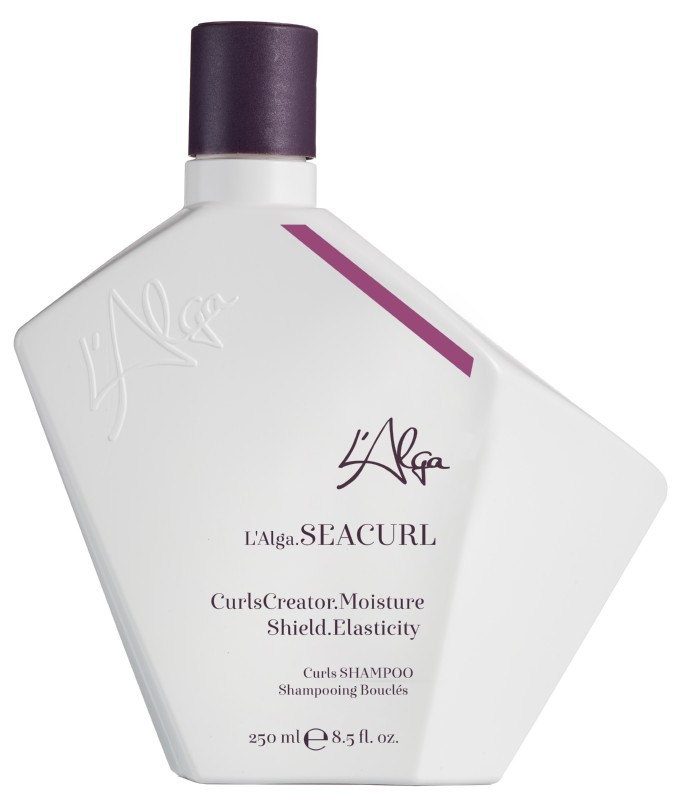 L'Alga
L'Alga
L'Alga.SEACURL
CurlsCreator.Moisture
Shield.Elasticity
Curls SHAMPOO
Shampooing Bouclés
250 ml ℮ 8.5 fl. oz.